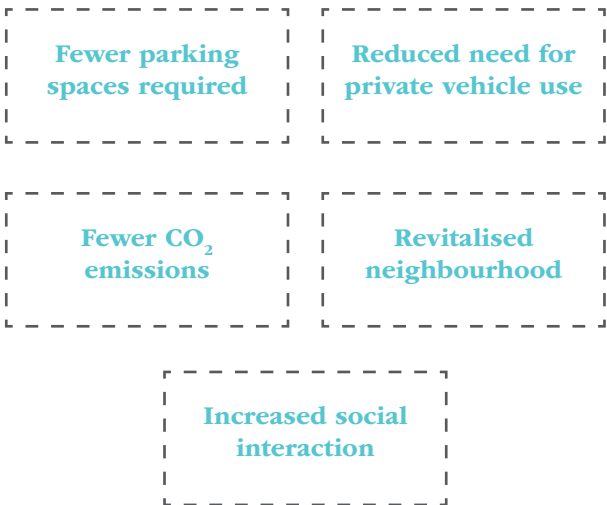 Fewer parking
spaces required
Reduced need for
private vehicle use
Fewer CO₂
emissions
Revitalised
neighbourhood
Increased social
interaction